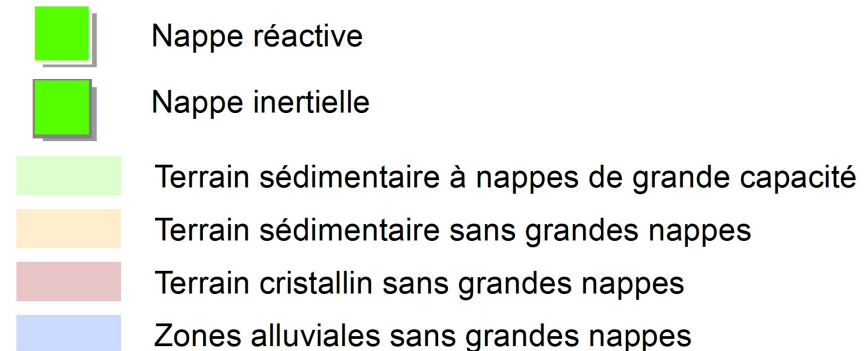 Nappe réactive
Nappe inertielle
Terrain sédimentaire à nappes de grande capacité
Terrain sédimentaire sans grandes nappes
Terrain cristallin sans grandes nappes
Zones alluviales sans grandes nappes